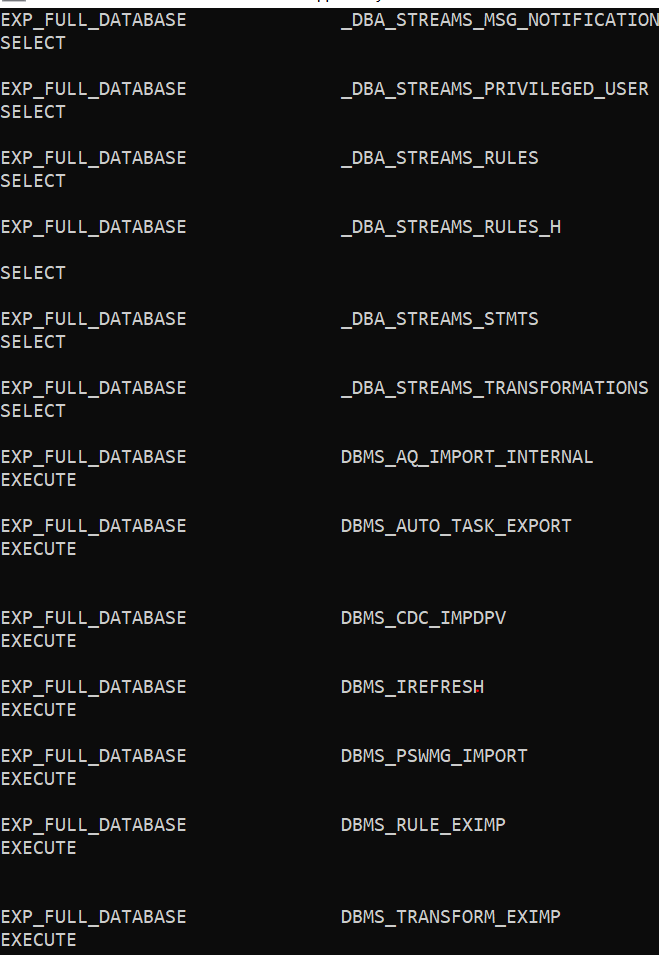 EXP_FULL_DATABASE _DBA_STREAMS_MSG_NOTIFICATION
SELECT
EXP_FULL_DATABASE _DBA_STREAMS_PRIVILEGED_USER
SELECT
EXP_FULL_DATABASE _DBA_STREAMS_RULES
SELECT
EXP_FULL_DATABASE _DBA_STREAMS_RULES_H
SELECT
EXP_FULL_DATABASE _DBA_STREAMS_STMTS
SELECT
EXP_FULL_DATABASE _DBA_STREAMS_TRANSFORMATIONS
SELECT
EXP_FULL_DATABASE DBMS_AQ_IMPORT_INTERNAL
EXECUTE
EXP_FULL_DATABASE DBMS_AUTO_TASK_EXPORT
EXECUTE
EXP_FULL_DATABASE DBMS_CDC_IMPDPV
EXECUTE
EXP_FULL_DATABASE DBMS_IREFRESH
EXECUTE
EXP_FULL_DATABASE DBMS_PSWMG_IMPORT
EXECUTE
EXP_FULL_DATABASE DBMS_RULE_EXIMP
EXECUTE
EXP_FULL_DATABASE DBMS_TRANSFORM_EXIMP
EXECUTE